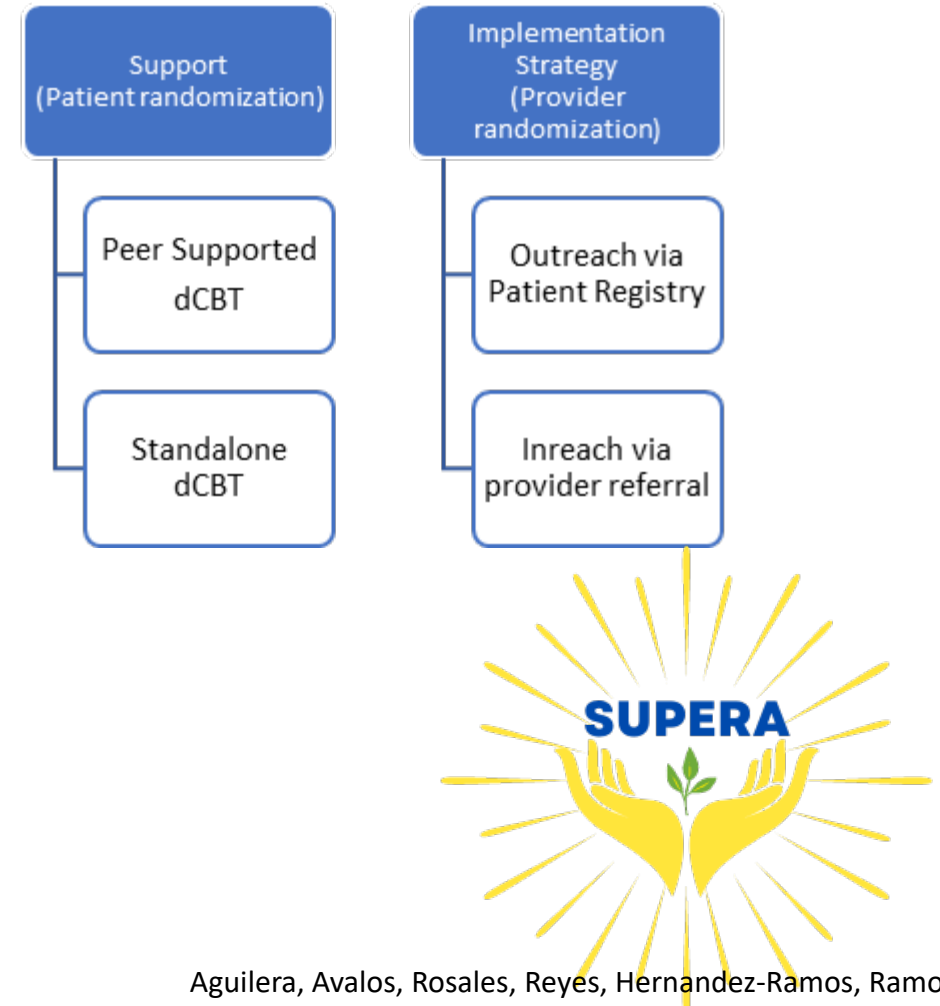 Support
(Patient randomization)
Peer Supported
dCBT
Standalone
dCBT
Implementation
Strategy
(Provider
randomization)
Outreach via
Patient Registry
Inreach via
provider referral
SUPERA
Aguilera, Avalos, Rosales, Reyes, Hernandez-Ramos, Ramo